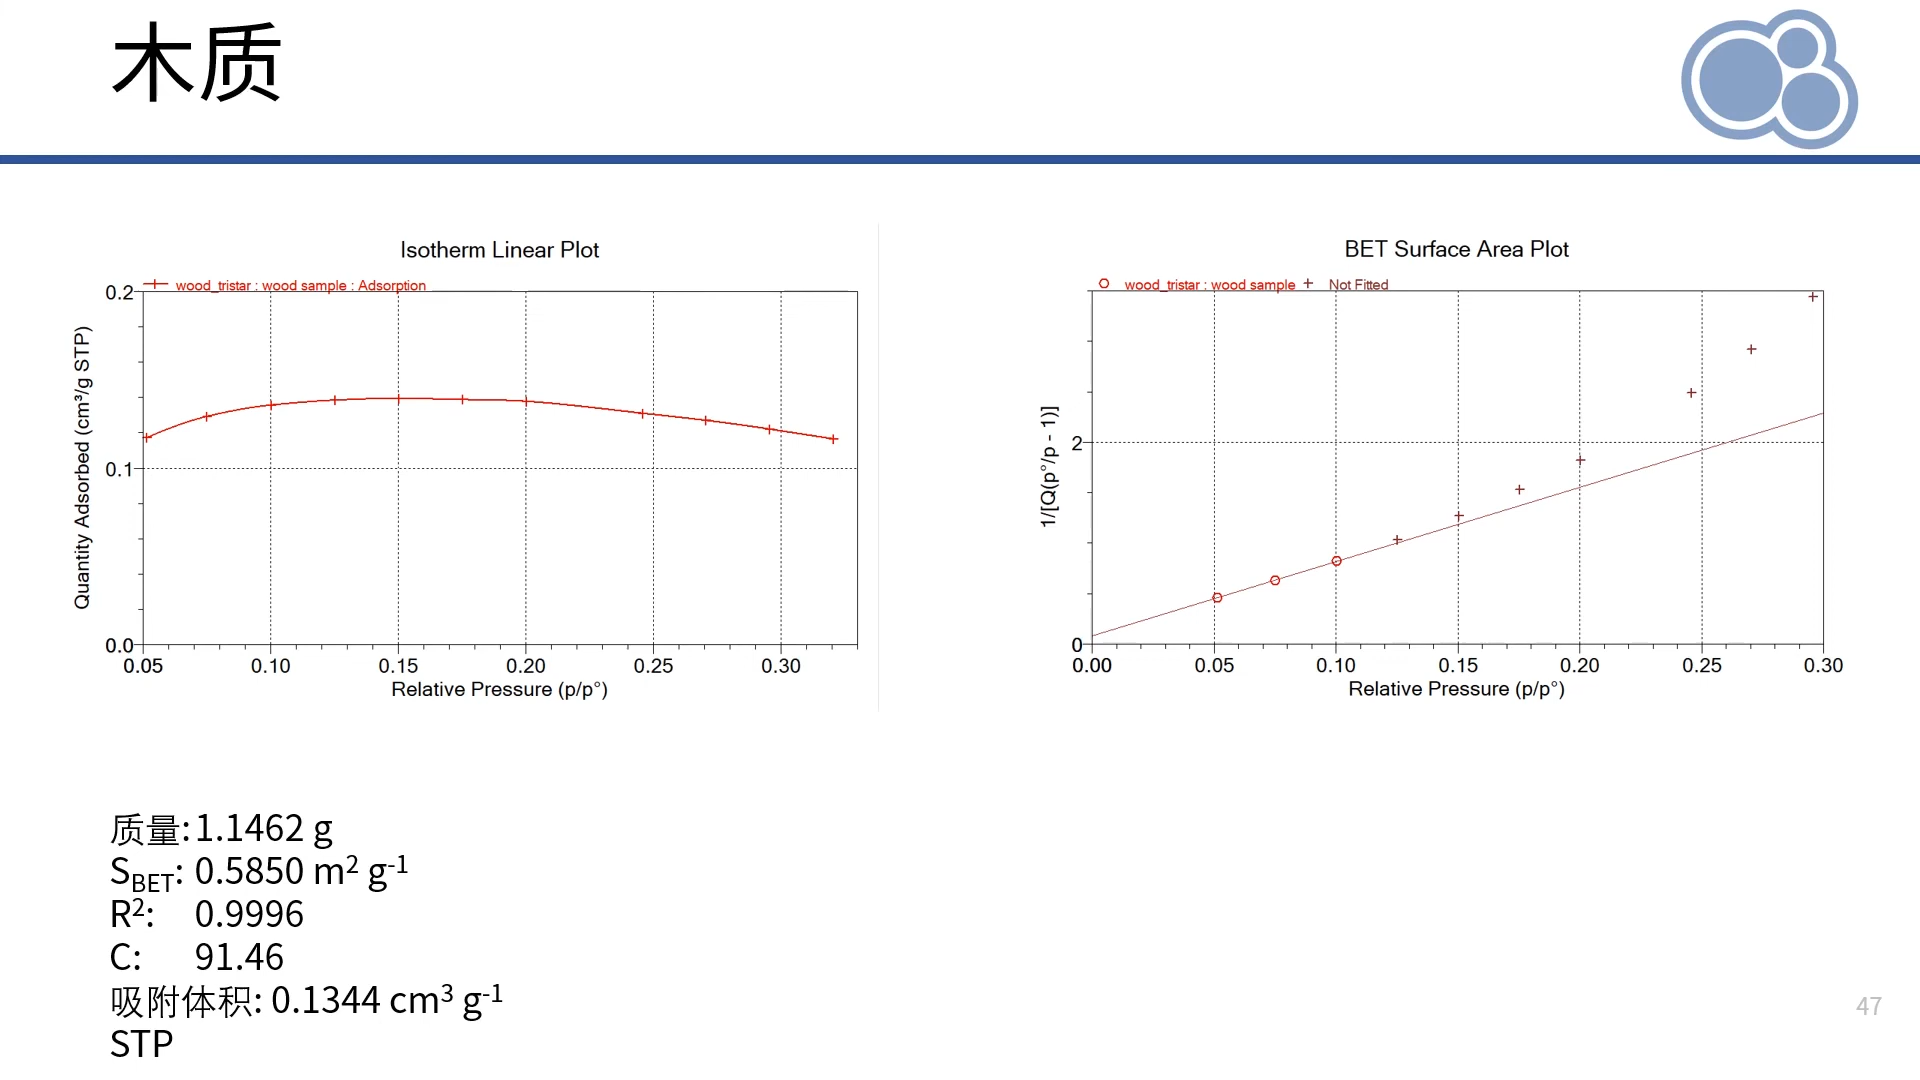 木质
Isotherm Linear Plot
wood_tristar : wood sample : Adsorption
Quantity Adsorbed (cm³/g STP)
0.2
0.1
0.0
0.05 0.10 0.15 0.20 0.25 0.30
Relative Pressure (p/p°)
BET Surface Area Plot
wood_tristar : wood sample Not Fitted
1/[Q(p°/p - 1)]
2
0
0.00 0.05 0.10 0.15 0.20 0.25 0.30
Relative Pressure (p/p°)
质量: 1.1462 g
S_BET: 0.5850 m² g⁻¹
R²: 0.9996
C: 91.46
吸附体积: 0.1344 cm³ g⁻¹
STP
47